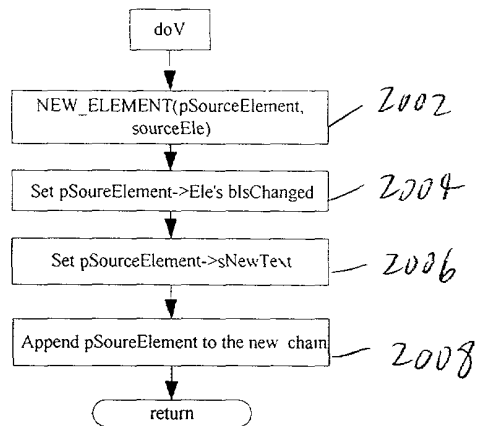 doV
NEW_ELEMENT(pSourceElement,
sourceEle)
2002
Set pSoureElement->Ele's bIsChanged
2004
Set pSourceElement->sNewText
2006
Append pSoureElement to the new chain
2008
return